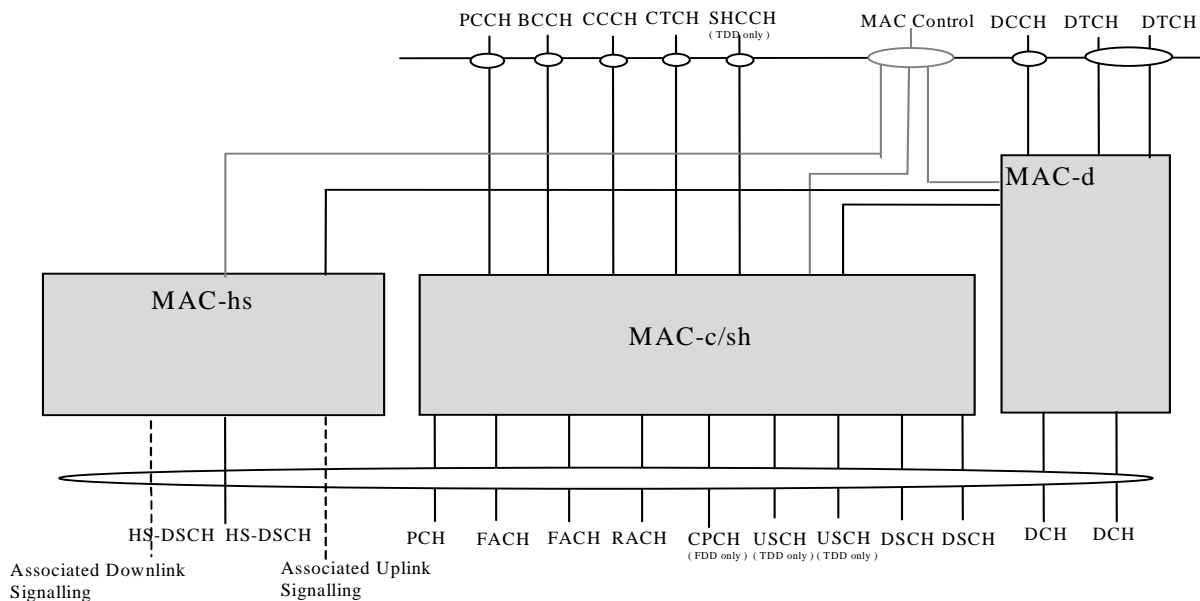 PCCH BCCH CCCH CTCH SHCCH MAC Control DCCH DTCH DTCH
( TDD only )
MAC-d
MAC-hs
MAC-c/sh
HS-DSCH HS-DSCH PCH FACH FACH RACH CPCH USCH USCH DSCH DSCH DCH DCH
( FDD only ) ( TDD only ) ( TDD only )
Associated Downlink
Signalling
Associated Uplink
Signalling